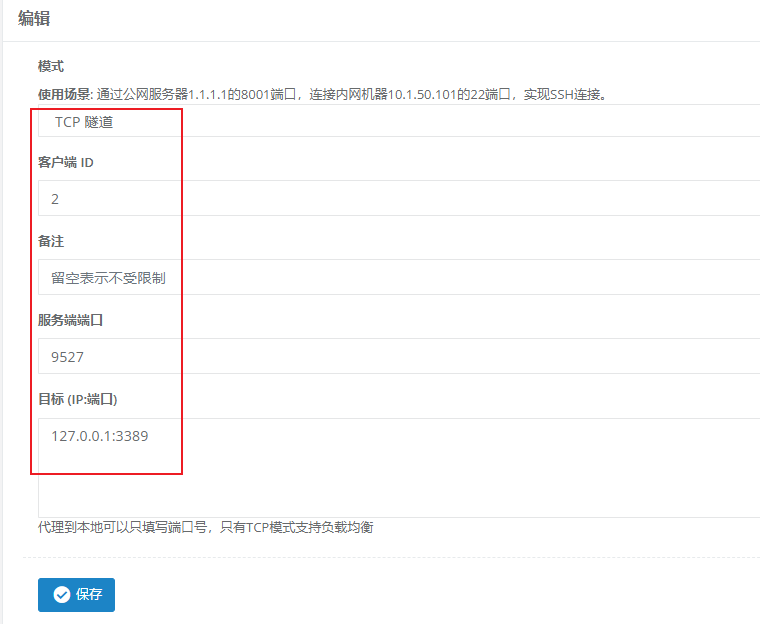 编辑
模式
使用场景: 通过公网服务器1.1.1.1的8001端口，连接内网机器10.1.50.101的22端口，实现SSH连接。
TCP 隧道
客户端 ID
2
备注
留空表示不受限制
服务端端口
9527
目标 (IP:端口)
127.0.0.1:3389
代理到本地可以只填写端口号，只有TCP模式支持负载均衡
保存